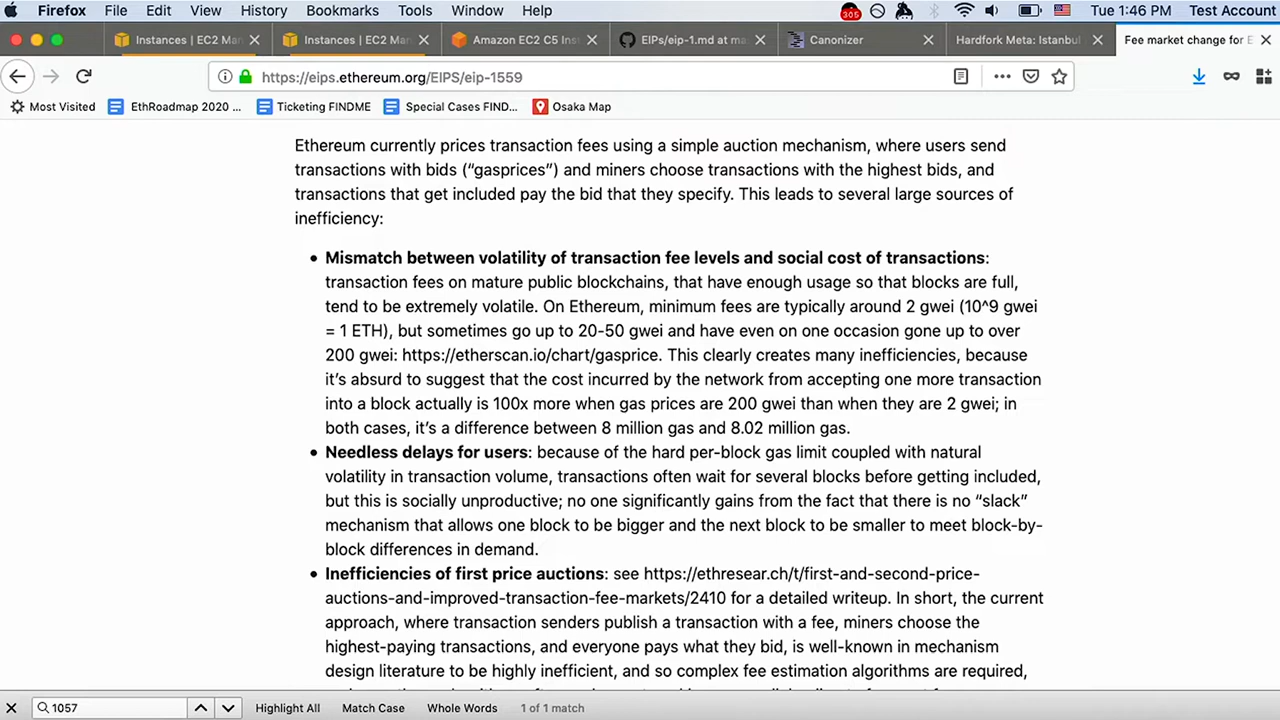 Firefox File Edit View History Bookmarks Tools Window Help 305 Tue 1:46 PM Test Account
Instances | EC2 Man Instances | EC2 Man Amazon EC2 C5 Inst EIPs/eip-1.md at ma Canonizer Hardfork Meta: Istanbul Fee market change for E
https://eips.ethereum.org/EIPS/eip-1559
Most Visited EthRoadmap 2020 ... Ticketing FINDME Special Cases FIND... Osaka Map
Ethereum currently prices transaction fees using a simple auction mechanism, where users send
transactions with bids (“gasprices”) and miners choose transactions with the highest bids, and
transactions that get included pay the bid that they specify. This leads to several large sources of
inefficiency:
• Mismatch between volatility of transaction fee levels and social cost of transactions:
transaction fees on mature public blockchains, that have enough usage so that blocks are full,
tend to be extremely volatile. On Ethereum, minimum fees are typically around 2 gwei (10^9 gwei
= 1 ETH), but sometimes go up to 20-50 gwei and have even on one occasion gone up to over
200 gwei: https://etherscan.io/chart/gasprice. This clearly creates many inefficiencies, because
it’s absurd to suggest that the cost incurred by the network from accepting one more transaction
into a block actually is 100x more when gas prices are 200 gwei than when they are 2 gwei; in
both cases, it’s a difference between 8 million gas and 8.02 million gas.
• Needless delays for users: because of the hard per-block gas limit coupled with natural
volatility in transaction volume, transactions often wait for several blocks before getting included,
but this is socially unproductive; no one significantly gains from the fact that there is no “slack”
mechanism that allows one block to be bigger and the next block to be smaller to meet block-by-
block differences in demand.
• Inefficiencies of first price auctions: see https://ethresear.ch/t/first-and-second-price-
auctions-and-improved-transaction-fee-markets/2410 for a detailed writeup. In short, the current
approach, where transaction senders publish a transaction with a fee, miners choose the
highest-paying transactions, and everyone pays what they bid, is well-known in mechanism
design literature to be highly inefficient, and so complex fee estimation algorithms are required,
1057 Highlight All Match Case Whole Words 1 of 1 match